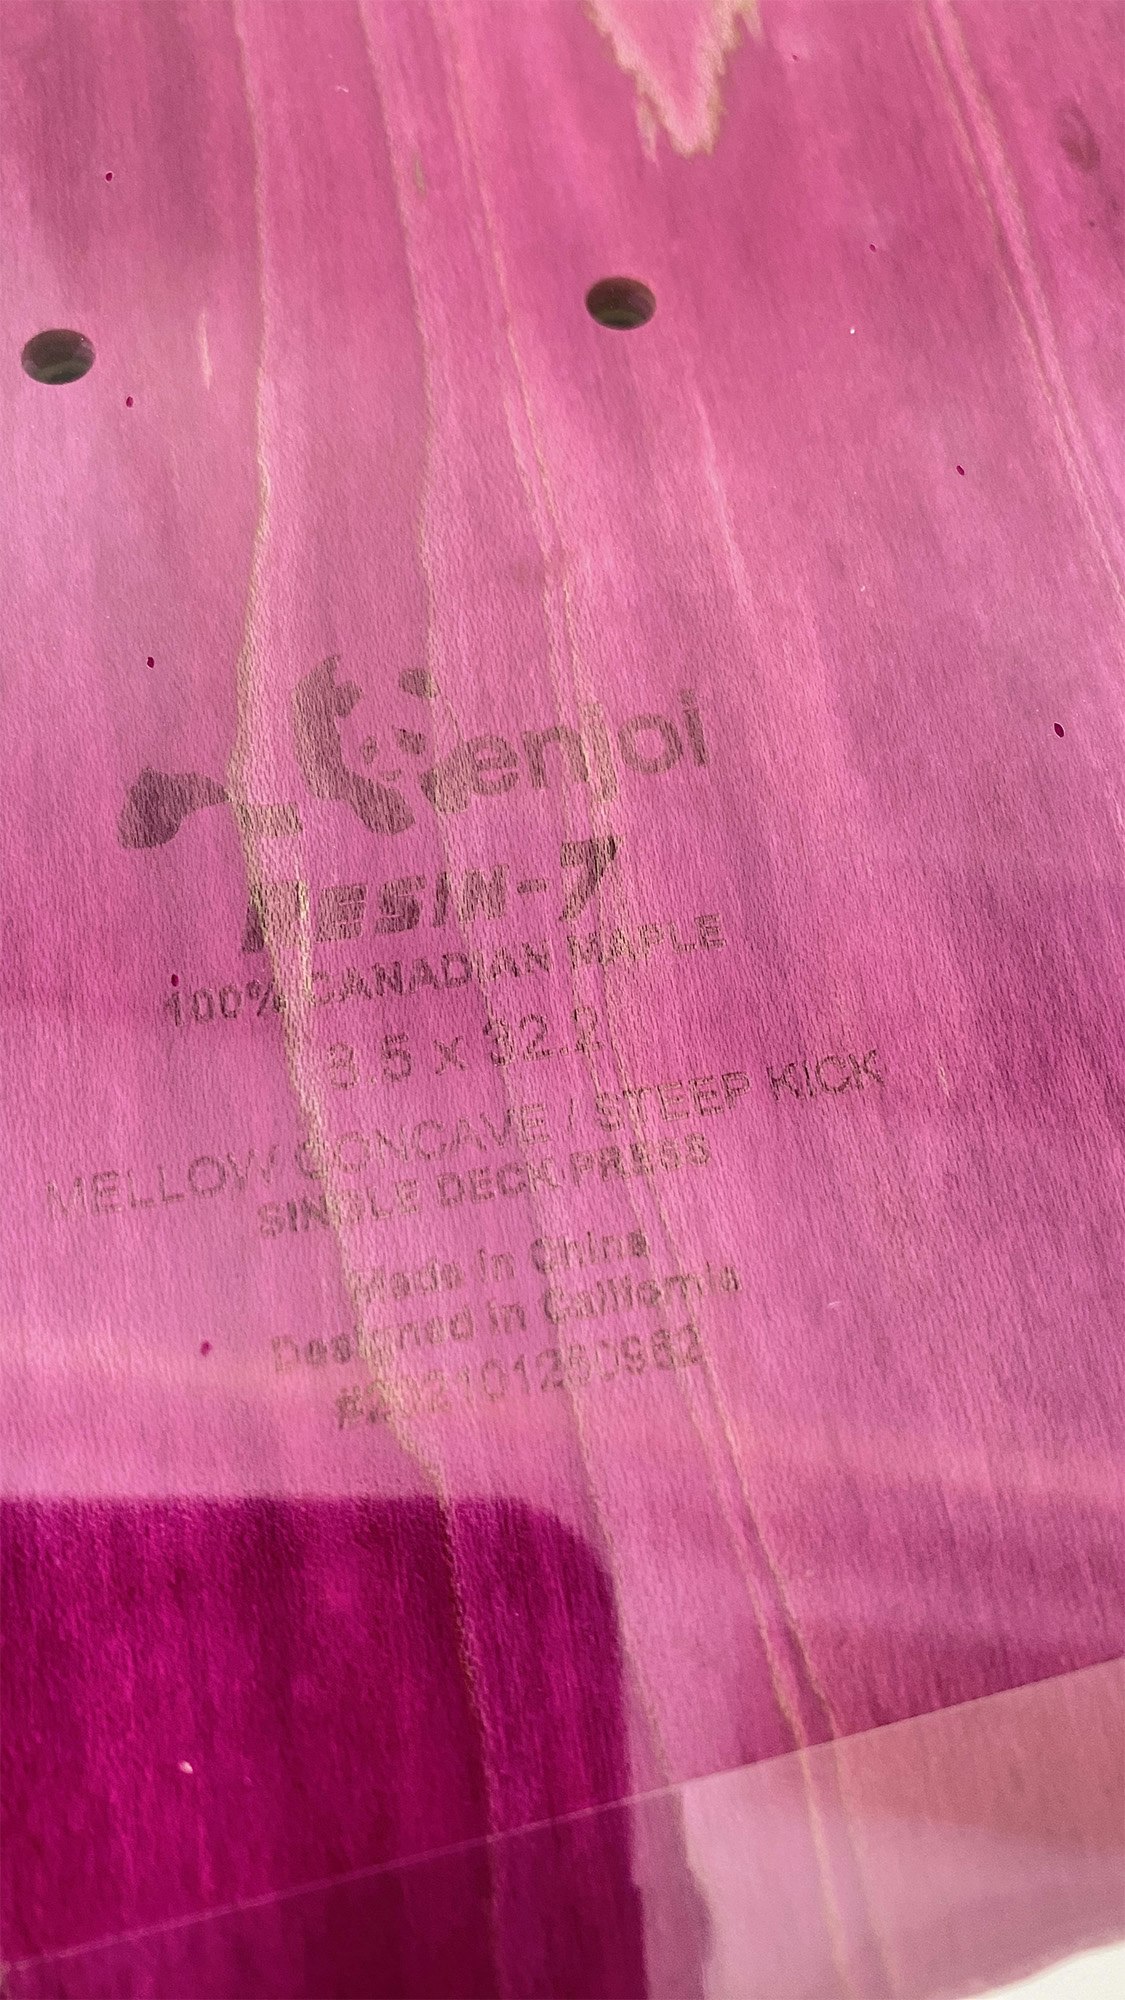 enjoi
RESIN-7
100% CANADIAN MAPLE
8.5 x 32.2
MELLOW CONCAVE / STEEP KICK
SINGLE DECK PRESS
Made in China
Designed in California
#202101260962